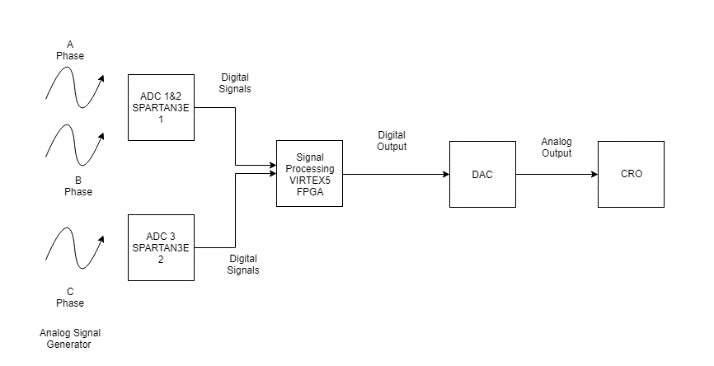 A
Phase
ADC 1&2
SPARTAN3E
1
Digital
Signals
B
Phase
Signal
Processing
VIRTEX5
FPGA
Digital
Output
DAC
Analog
Output
CRO
ADC 3
SPARTAN3E
2
Digital
Signals
C
Phase
Analog Signal
Generator